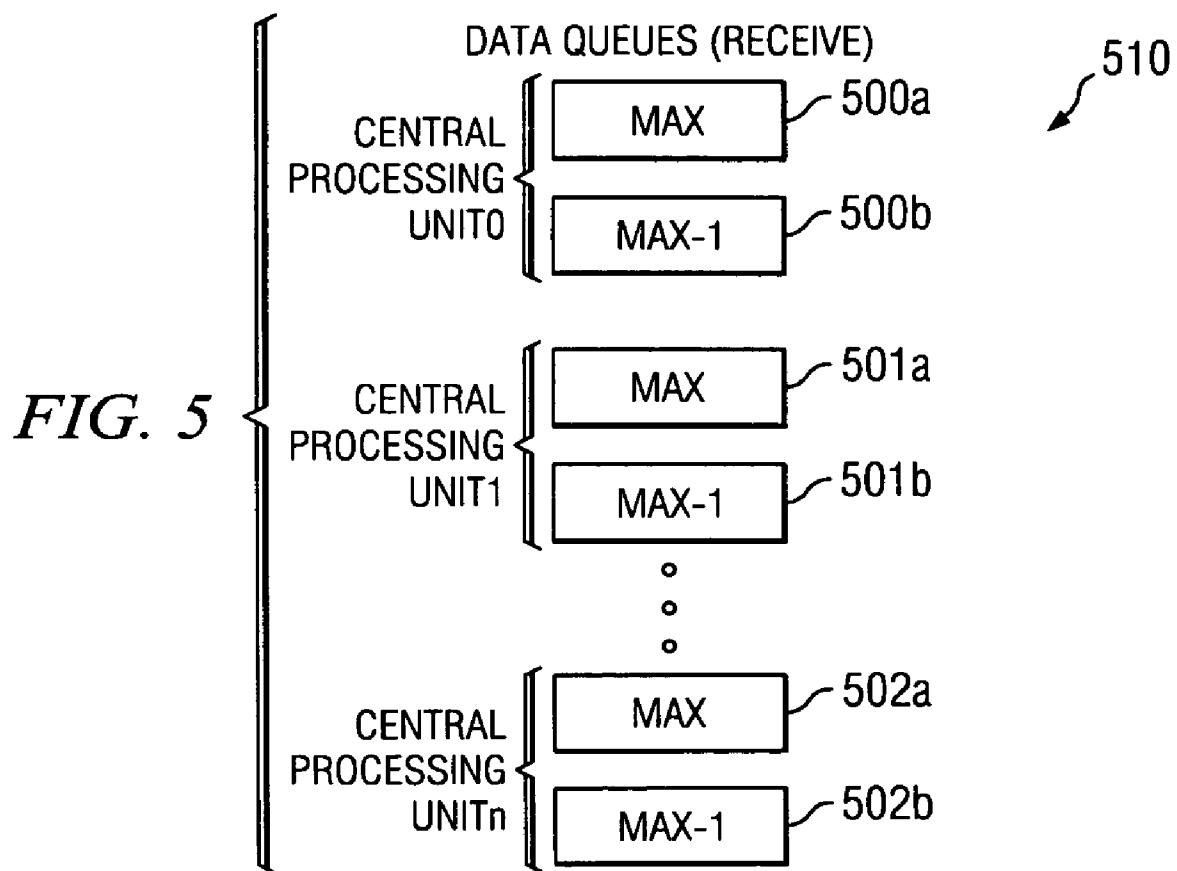 DATA QUEUES (RECEIVE)
510
CENTRAL
PROCESSING
UNIT0
MAX
500a
MAX-1
500b
FIG. 5
CENTRAL
PROCESSING
UNIT1
MAX
501a
MAX-1
501b
CENTRAL
PROCESSING
UNITn
MAX
502a
MAX-1
502b